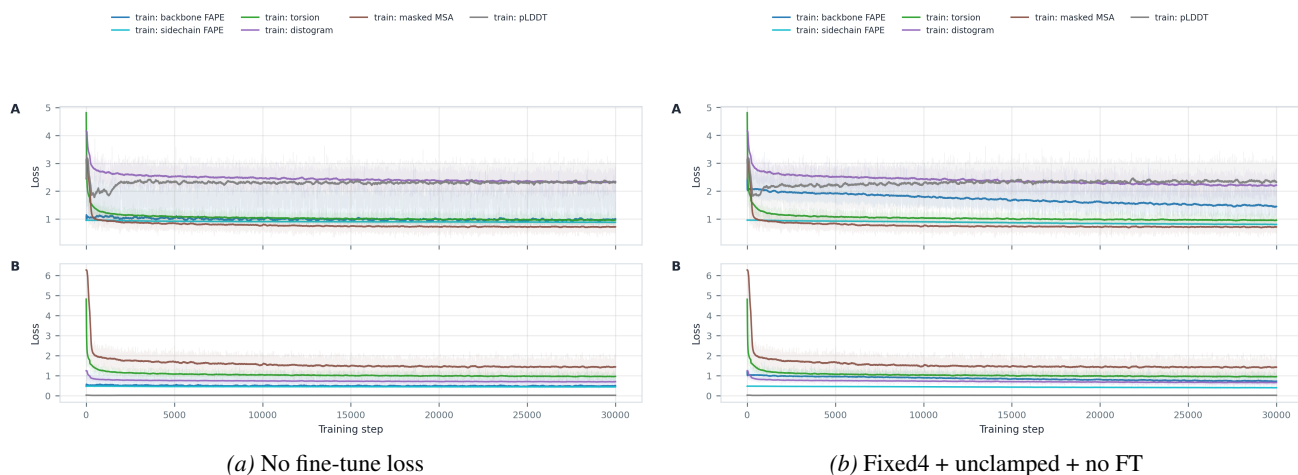 train: backbone FAPE train: torsion train: masked MSA train: pLDDT
train: sidechain FAPE train: distogram
A
Loss
5
4
3
2
1
B
Loss
6
5
4
3
2
1
0
0 5000 10000 15000 20000 25000 30000
Training step
(a) No fine-tune loss
train: backbone FAPE train: torsion train: masked MSA train: pLDDT
train: sidechain FAPE train: distogram
A
Loss
5
4
3
2
1
B
Loss
6
5
4
3
2
1
0
0 5000 10000 15000 20000 25000 30000
Training step
(b) Fixed4 + unclamped + no FT